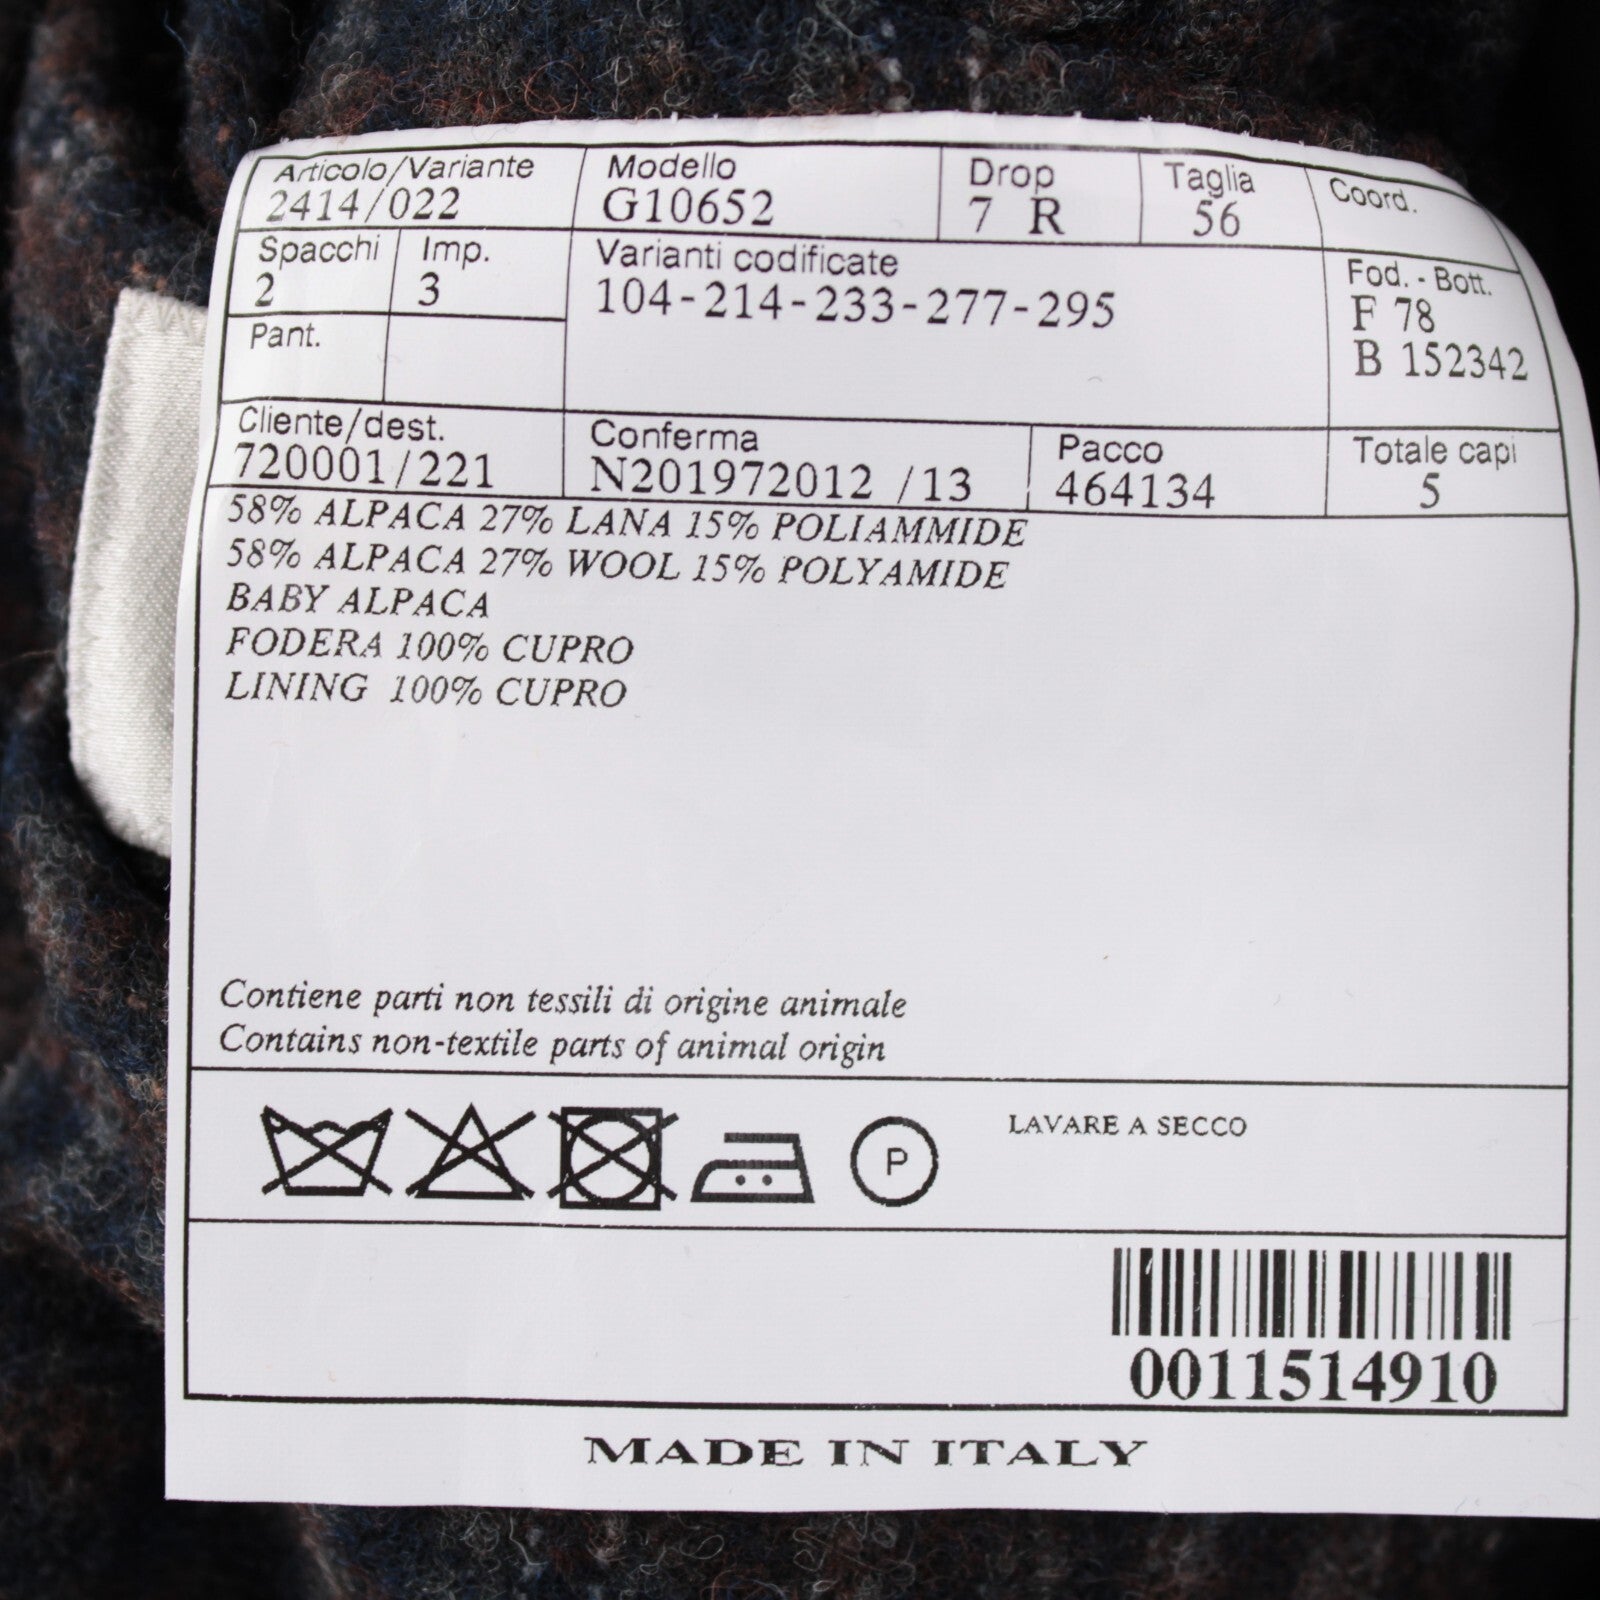 Articolo/Variante Modello Drop Taglia Coord.
2414/022 G10652 7 R 56
Spacchi Imp. Varianti codificate Fod. - Bott.
2 3 104-214-233-277-295 F 78
Pant. B 152342
Cliente/dest. Conferma Pacco Totale capi
720001/221 N201972012 /13 464134 5
58% ALPACA 27% LANA 15% POLIAMMIDE
58% ALPACA 27% WOOL 15% POLYAMIDE
BABY ALPACA
FODERA 100% CUPRO
LINING 100% CUPRO
Contiene parti non tessili di origine animale
Contains non-textile parts of animal origin
P LAVARE A SECCO
0011514910
MADE IN ITALY